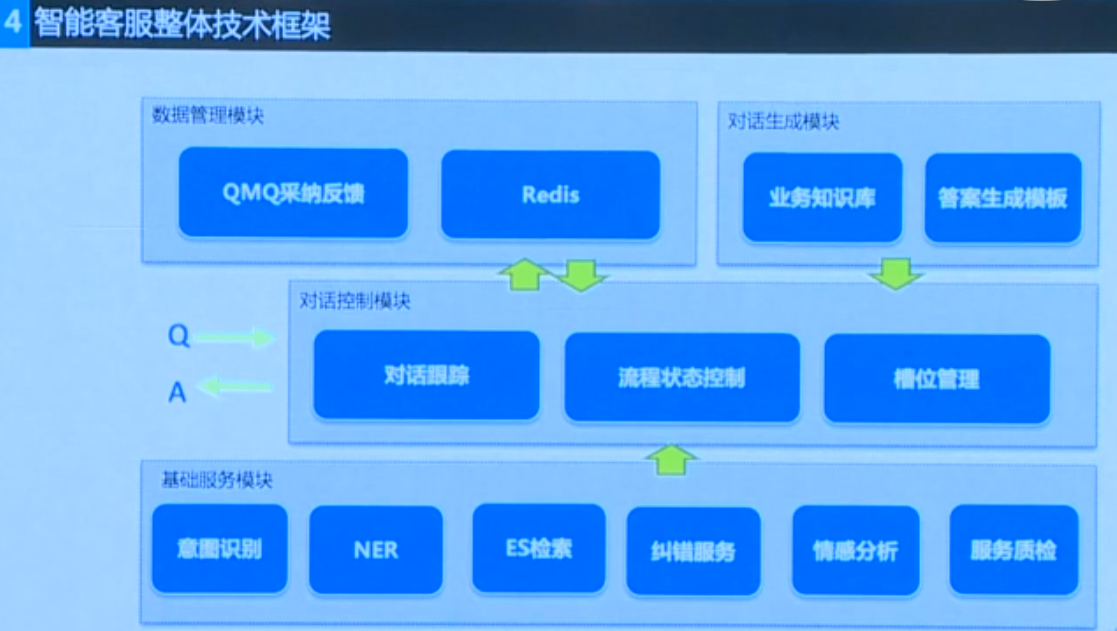 4 智能客服整体技术框架
数据管理模块
QMQ采纳反馈
Redis
对话生成模块
业务知识库
答案生成模板
对话控制模块
Q
A
对话跟踪
流程状态控制
槽位管理
基础服务模块
意图识别
NER
ES检索
纠错服务
情感分析
服务质检